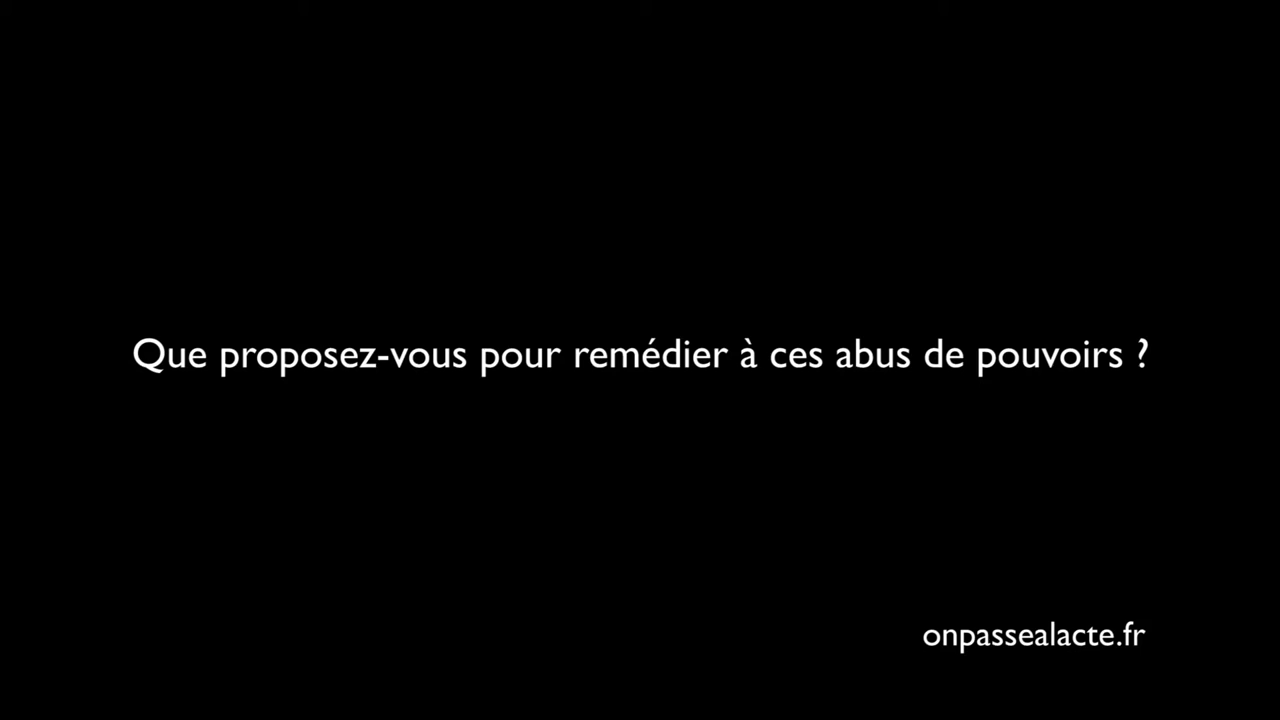 Que proposez-vous pour remédier à ces abus de pouvoirs ?
onpassealacte.fr